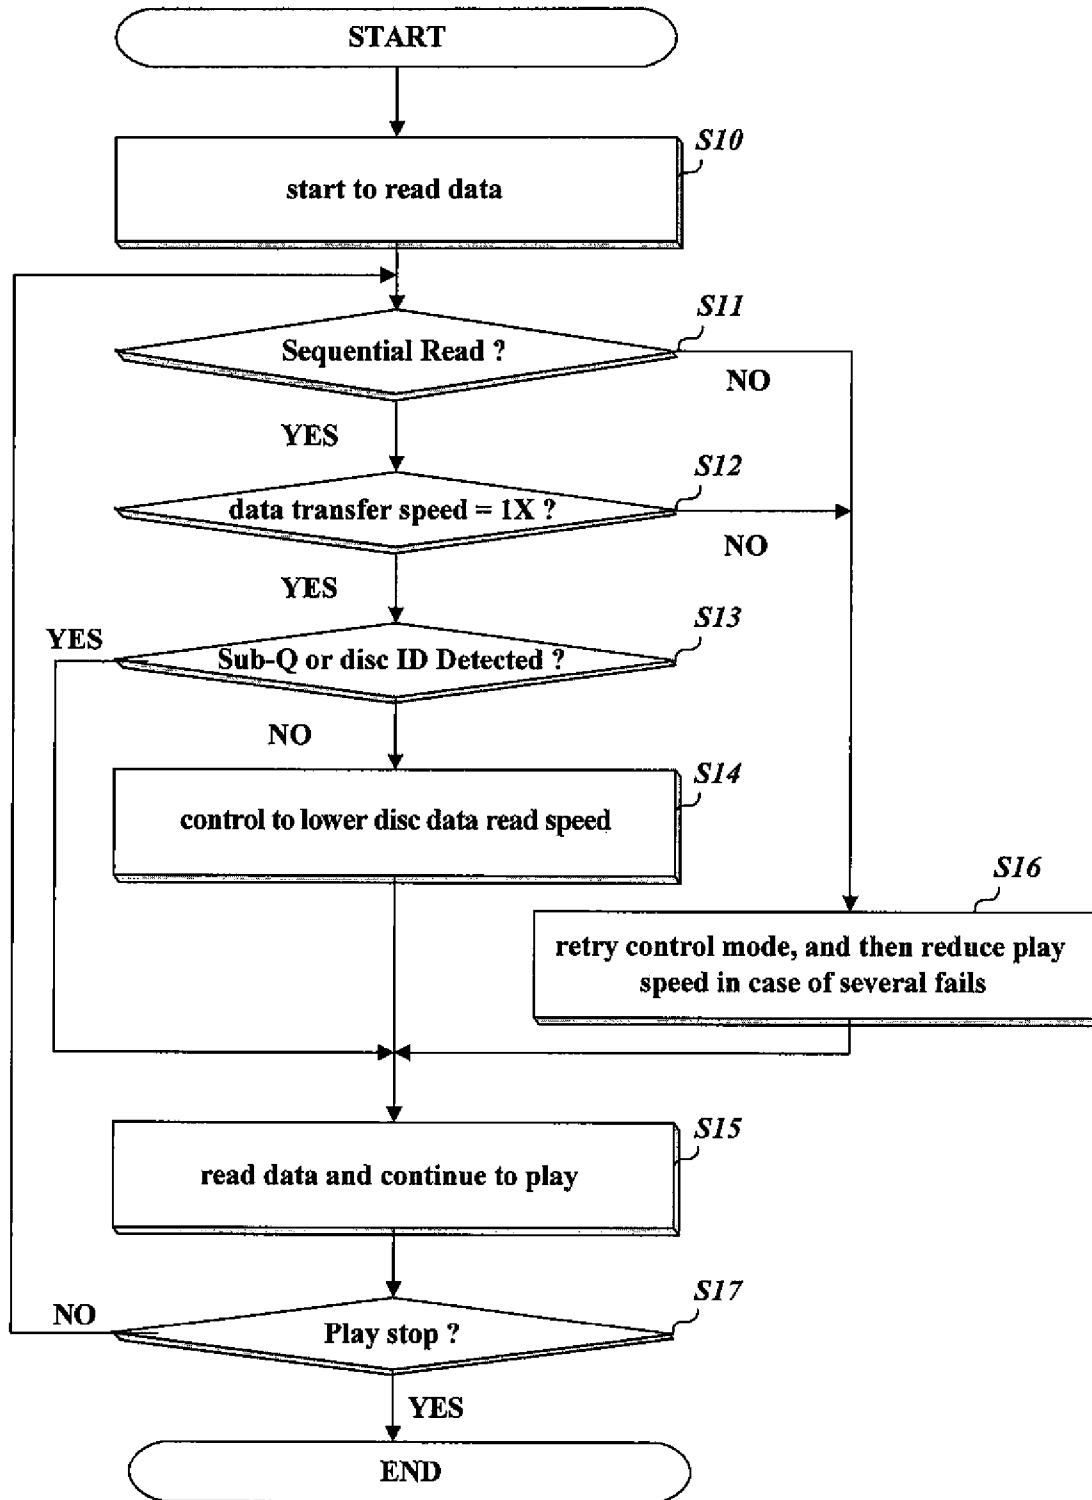 START
S10
start to read data
S11
Sequential Read ?
NO
YES
S12
data transfer speed = 1X ?
NO
YES
S13
YES
Sub-Q or disc ID Detected ?
NO
S14
control to lower disc data read speed
S16
retry control mode, and then reduce play
speed in case of several fails
S15
read data and continue to play
S17
NO
Play stop ?
YES
END